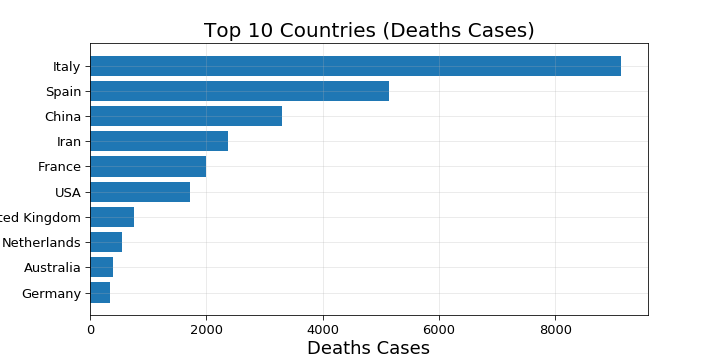 Top 10 Countries (Deaths Cases)
Italy
Spain
China
Iran
France
USA
ted Kingdom
Netherlands
Australia
Germany
0 2000 4000 6000 8000
Deaths Cases